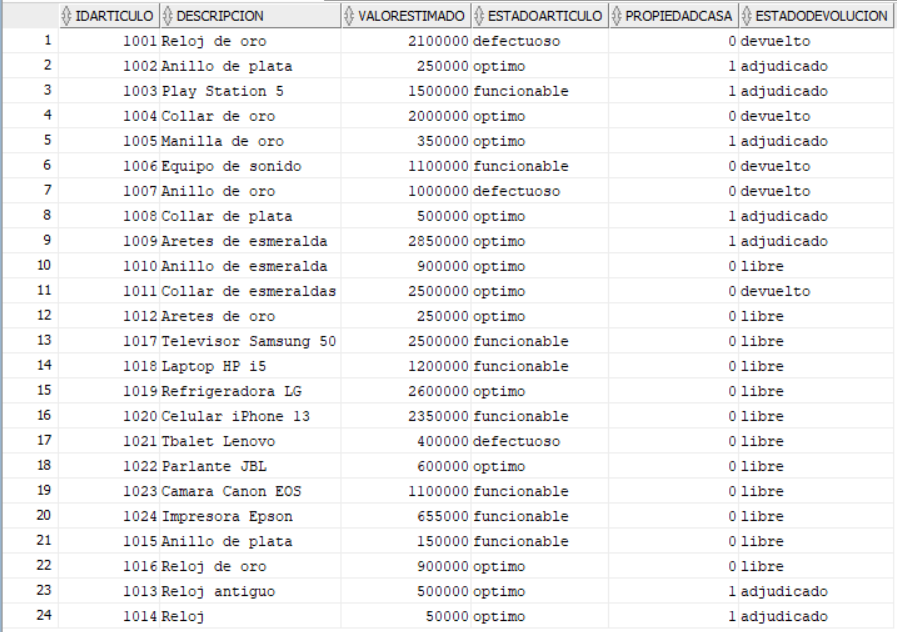 IDARTICULO DESCRIPCION VALORESTIMADO ESTADOARTICULO PROPIEDADCASA ESTADODEVOLUCION
1 1001 Reloj de oro 2100000 defectuoso 0 devuelto
2 1002 Anillo de plata 250000 optimo 1 adjudicado
3 1003 Play Station 5 1500000 funcionable 1 adjudicado
4 1004 Collar de oro 2000000 optimo 0 devuelto
5 1005 Manilla de oro 350000 optimo 1 adjudicado
6 1006 Equipo de sonido 1100000 funcionable 0 devuelto
7 1007 Anillo de oro 1000000 defectuoso 0 devuelto
8 1008 Collar de plata 500000 optimo 1 adjudicado
9 1009 Aretes de esmeralda 2850000 optimo 1 adjudicado
10 1010 Anillo de esmeralda 900000 optimo 0 libre
11 1011 Collar de esmeraldas 2500000 optimo 0 devuelto
12 1012 Aretes de oro 250000 optimo 0 libre
13 1017 Televisor Samsung 50 2500000 funcionable 0 libre
14 1018 Laptop HP i5 1200000 funcionable 0 libre
15 1019 Refrigeradora LG 2600000 optimo 0 libre
16 1020 Celular iPhone 13 2350000 funcionable 0 libre
17 1021 Tbalet Lenovo 400000 defectuoso 0 libre
18 1022 Parlante JBL 600000 optimo 0 libre
19 1023 Camara Canon EOS 1100000 funcionable 0 libre
20 1024 Impresora Epson 655000 funcionable 0 libre
21 1015 Anillo de plata 150000 funcionable 0 libre
22 1016 Reloj de oro 900000 optimo 0 libre
23 1013 Reloj antiguo 500000 optimo 1 adjudicado
24 1014 Reloj 50000 optimo 1 adjudicado